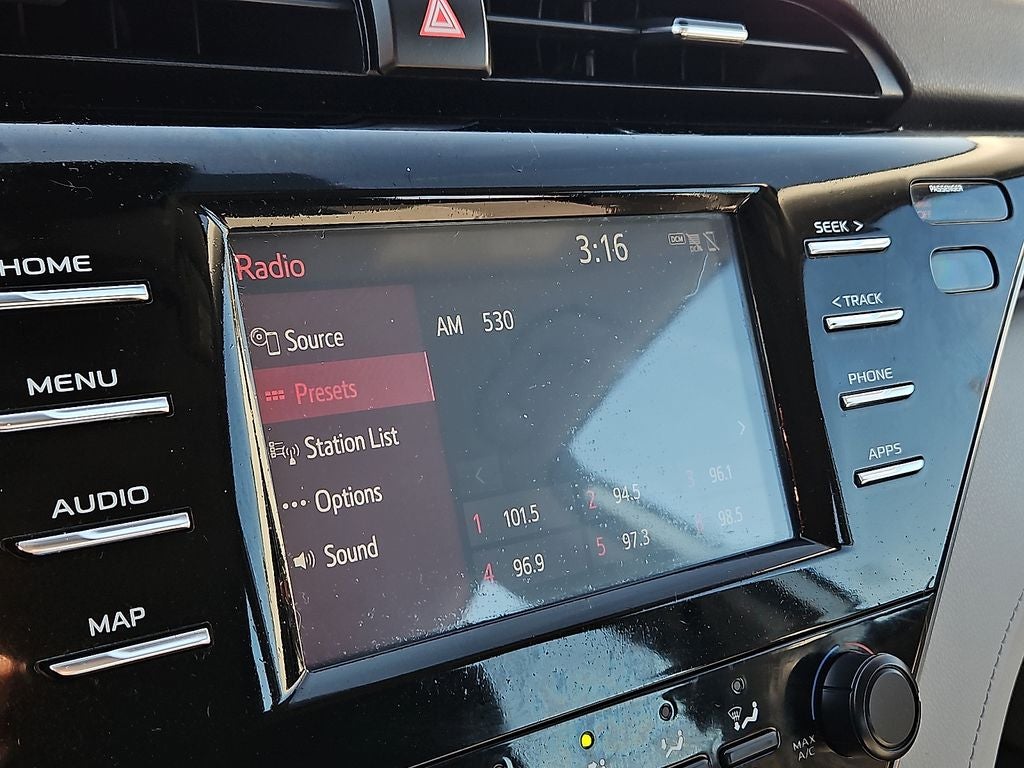 PASSENGER
HOME
MENU
AUDIO
MAP
Radio
3:16
DCM
DCM
Source
Presets
Station List
Options
Sound
AM 530
<
>
1 101.5
2 94.5
3 96.1
4 96.9
5 97.3
6 98.5
SEEK >
< TRACK
PHONE
APPS
MAX
A/C